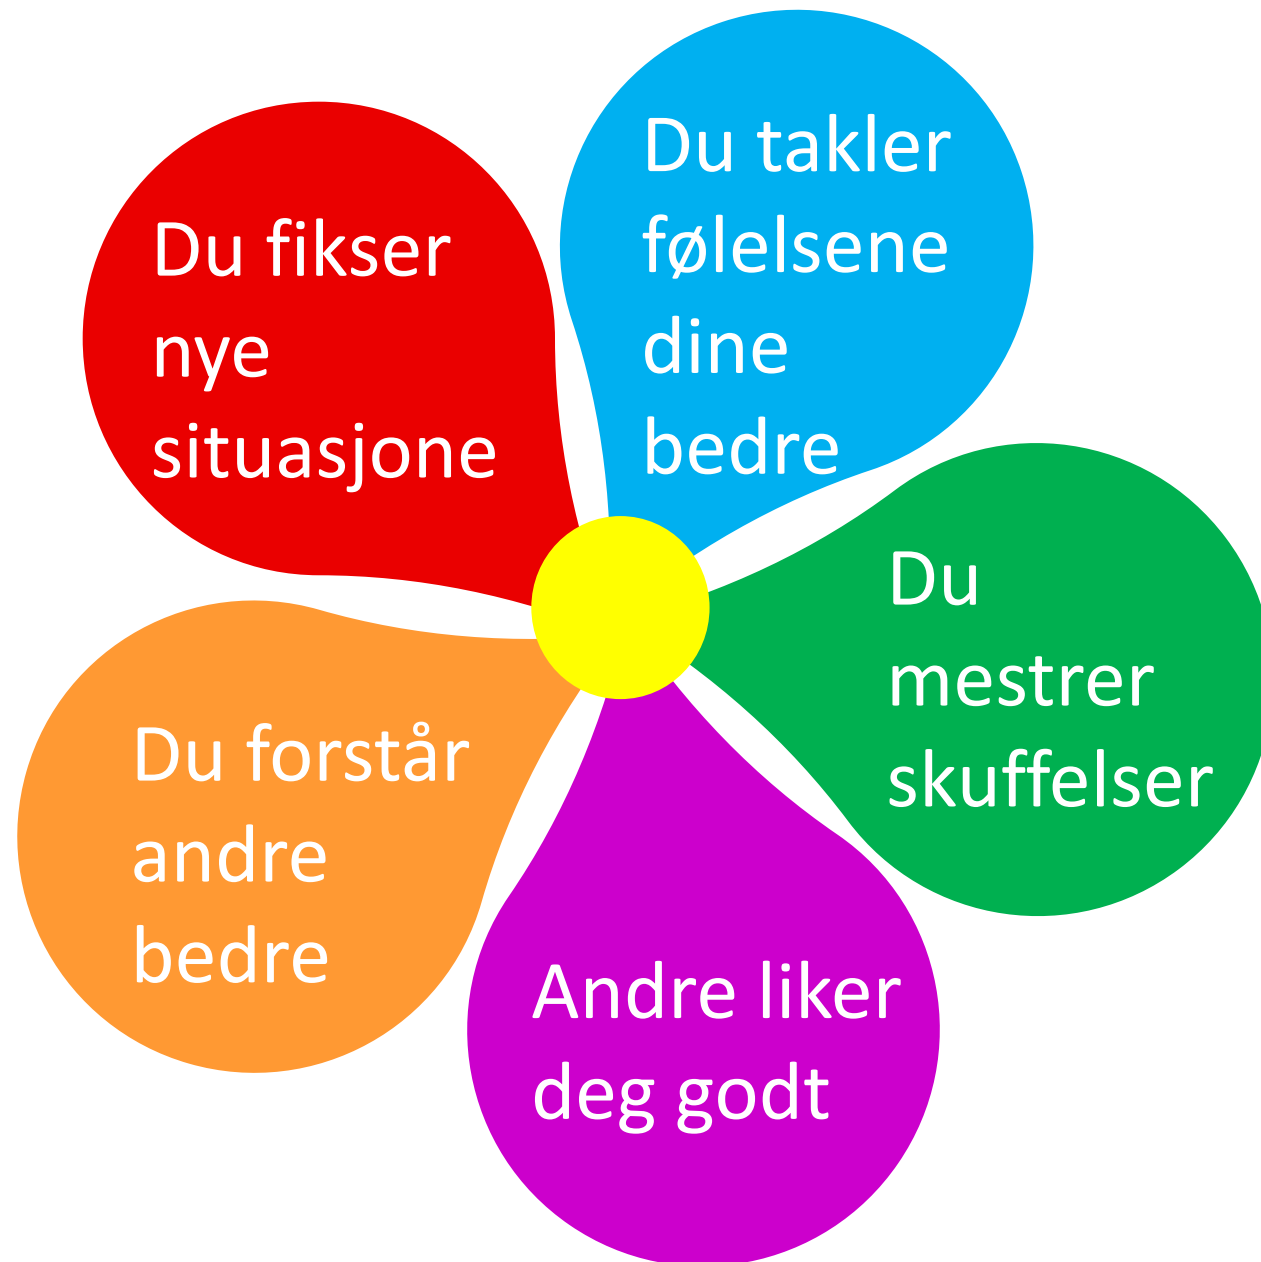 Du fikser
nye
situasjone
Du takler
følelsene
dine
bedre
Du
mestrer
skuffelser
Andre liker
deg godt
Du forstår
andre
bedre